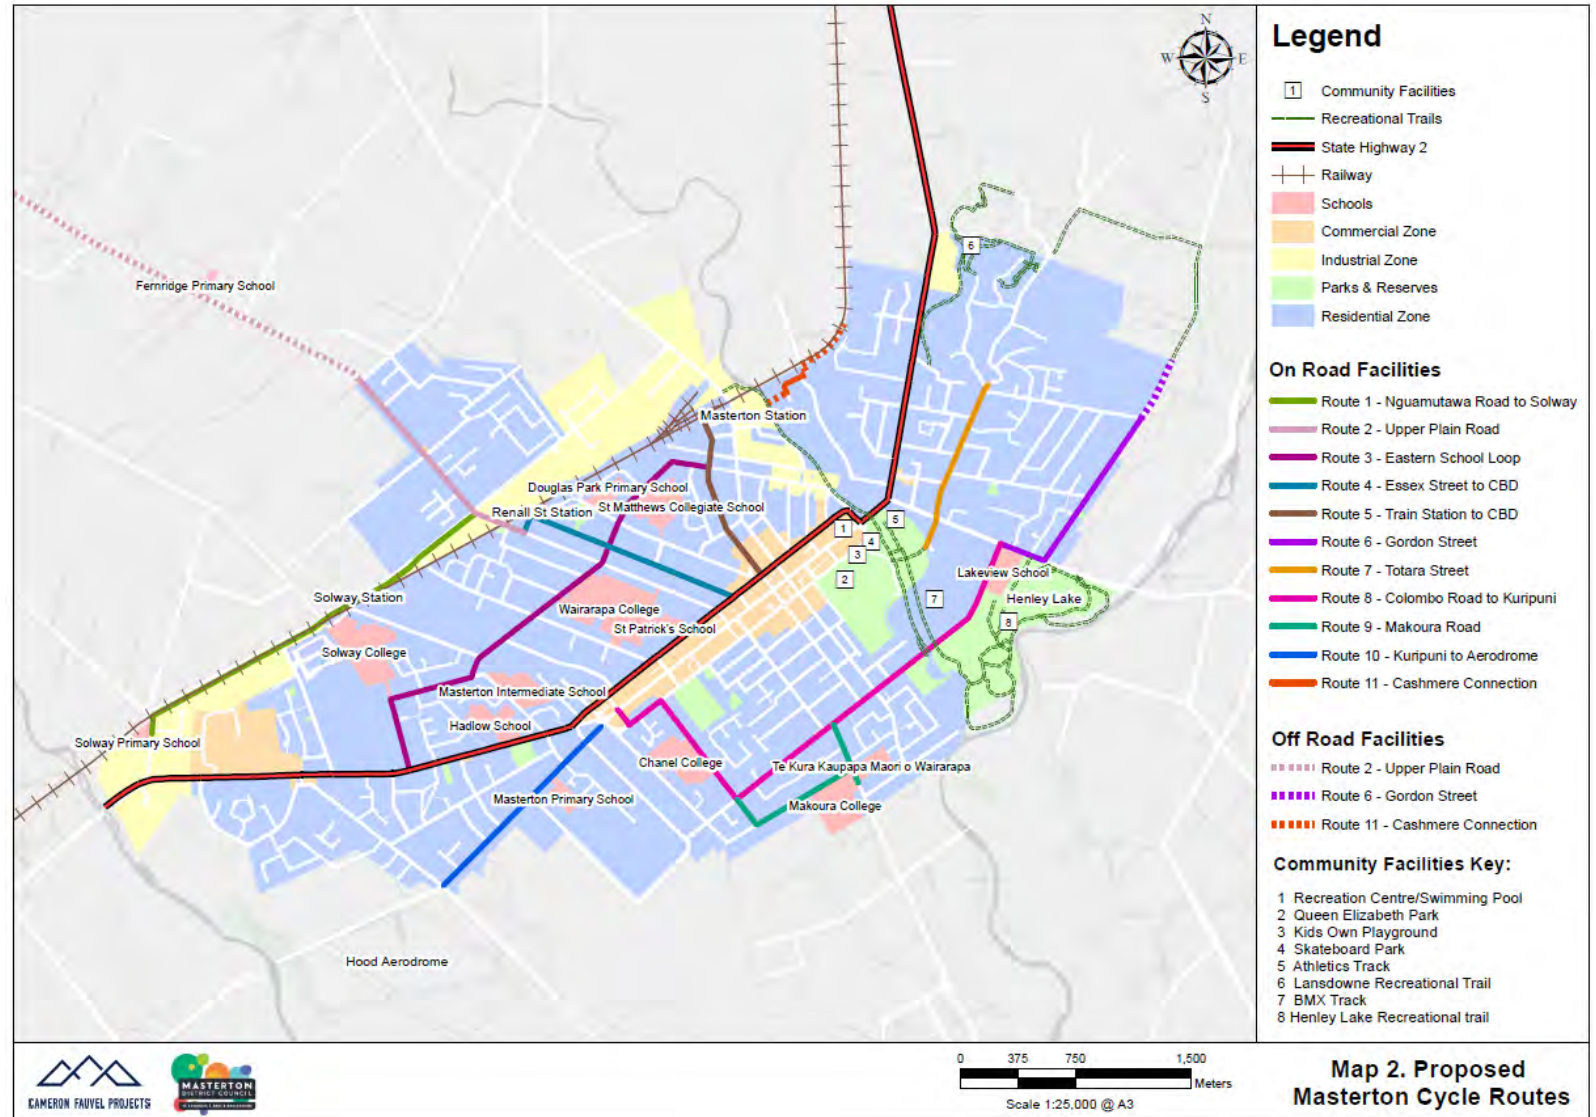 N
W E
S
Fernridge Primary School
6
Masterton Station
Douglas Park Primary School
St Matthews Collegiate School
Renall St Station
5
1
4
3
2
Lakeview School
Henley Lake
7
8
Solway Station
Wairarapa College
St Patrick's School
Solway College
Masterton Intermediate School
Hadlow School
Solway Primary School
Chanel College
Te Kura Kaupapa Maori o Wairarapa
Masterton Primary School
Makoura College
Hood Aerodrome
Legend
1 Community Facilities
Recreational Trails
State Highway 2
Railway
Schools
Commercial Zone
Industrial Zone
Parks & Reserves
Residential Zone
On Road Facilities
Route 1 - Nguamutawa Road to Solway
Route 2 - Upper Plain Road
Route 3 - Eastern School Loop
Route 4 - Essex Street to CBD
Route 5 - Train Station to CBD
Route 6 - Gordon Street
Route 7 - Totara Street
Route 8 - Colombo Road to Kuripuni
Route 9 - Makoura Road
Route 10 - Kuripuni to Aerodrome
Route 11 - Cashmere Connection
Off Road Facilities
Route 2 - Upper Plain Road
Route 6 - Gordon Street
Route 11 - Cashmere Connection
Community Facilities Key:
1 Recreation Centre/Swimming Pool
2 Queen Elizabeth Park
3 Kids Own Playground
4 Skateboard Park
5 Athletics Track
6 Lansdowne Recreational Trail
7 BMX Track
8 Henley Lake Recreational trail
CAMERON FAUVEL PROJECTS
MASTERTON
DISTRICT COUNCIL
0 375 750 1,500
Meters
Scale 1:25,000 @ A3
Map 2. Proposed
Masterton Cycle Routes